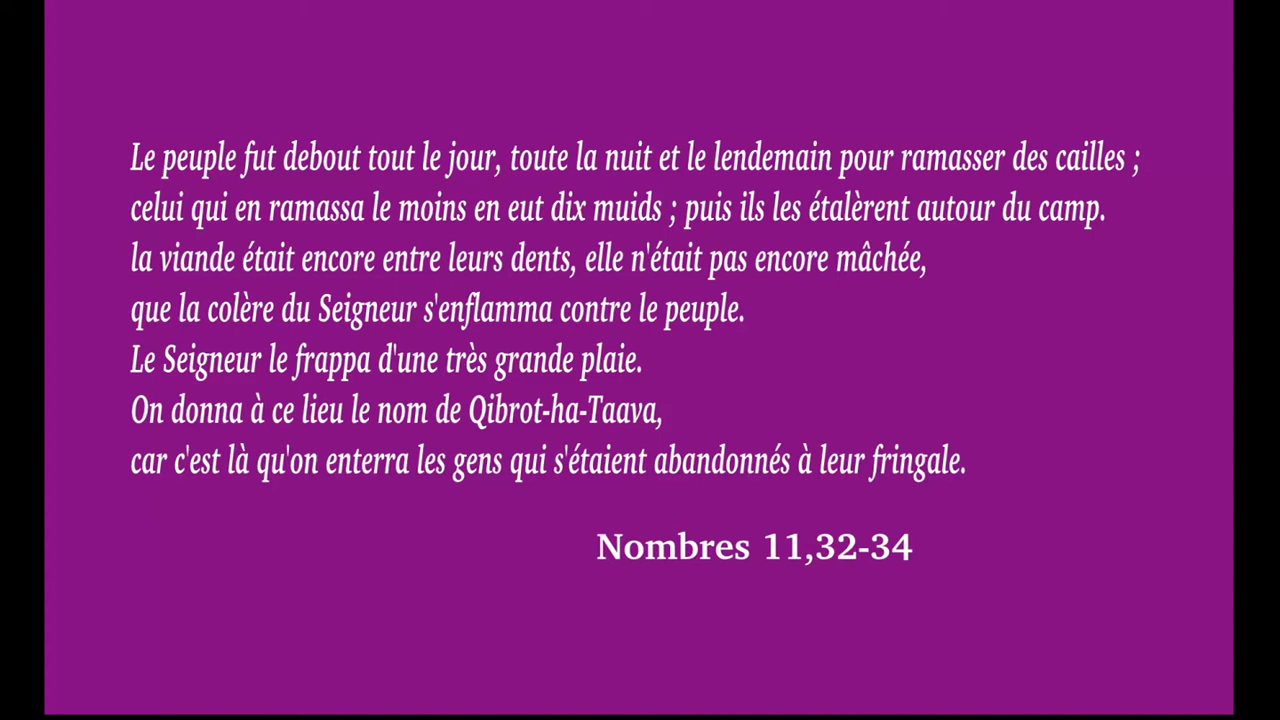 Le peuple fut debout tout le jour, toute la nuit et le lendemain pour ramasser des cailles ;
celui qui en ramassa le moins en eut dix muids ; puis ils les étalèrent autour du camp.
la viande était encore entre leurs dents, elle n'était pas encore mâchée,
que la colère du Seigneur s'enflamma contre le peuple.
Le Seigneur le frappa d'une très grande plaie.
On donna à ce lieu le nom de Qibrot-ha-Taava,
car c'est là qu'on enterra les gens qui s'étaient abandonnés à leur fringale.
Nombres 11,32-34